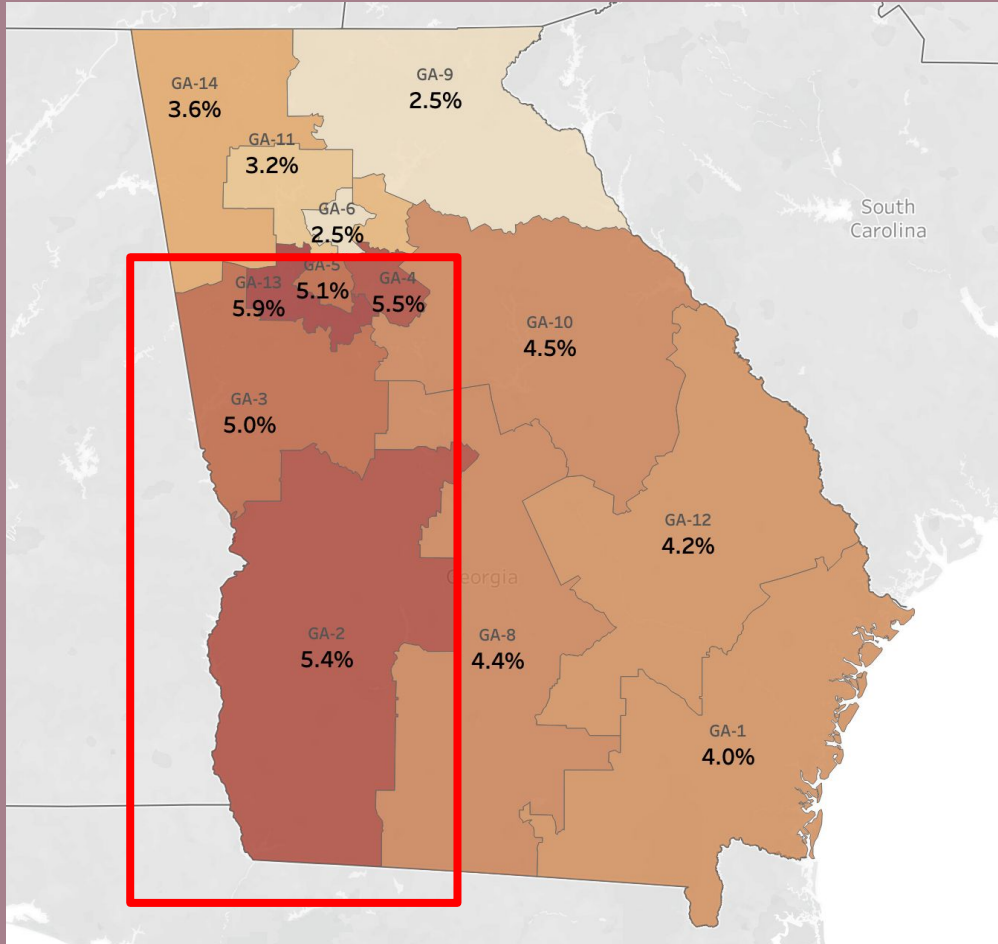 GA-9
2.5%
GA-14
3.6%
GA-11
3.2%
GA-6
2.5%
South
Carolina
GA-5
5.1%
GA-13
5.9%
GA-4
5.5%
GA-10
4.5%
GA-3
5.0%
GA-12
4.2%
Georgia
GA-2
5.4%
GA-8
4.4%
GA-1
4.0%